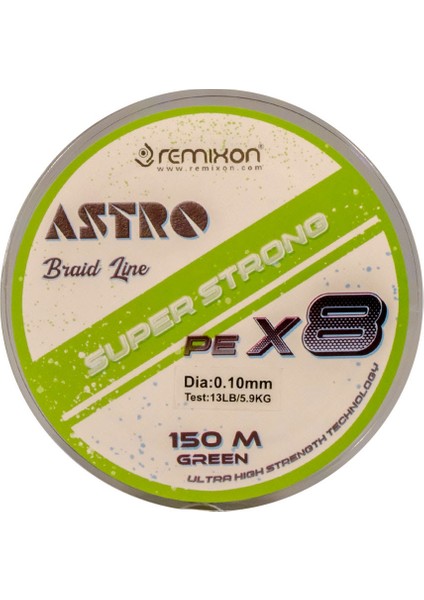 remixon
www.remixon.com
ASTRO
Braid Line
SUPER STRONG
PE X8
Dia:0.10mm
Test:13LB/5.9KG
150 M
GREEN
ULTRA HIGH STRENGTH TECHNOLOGY